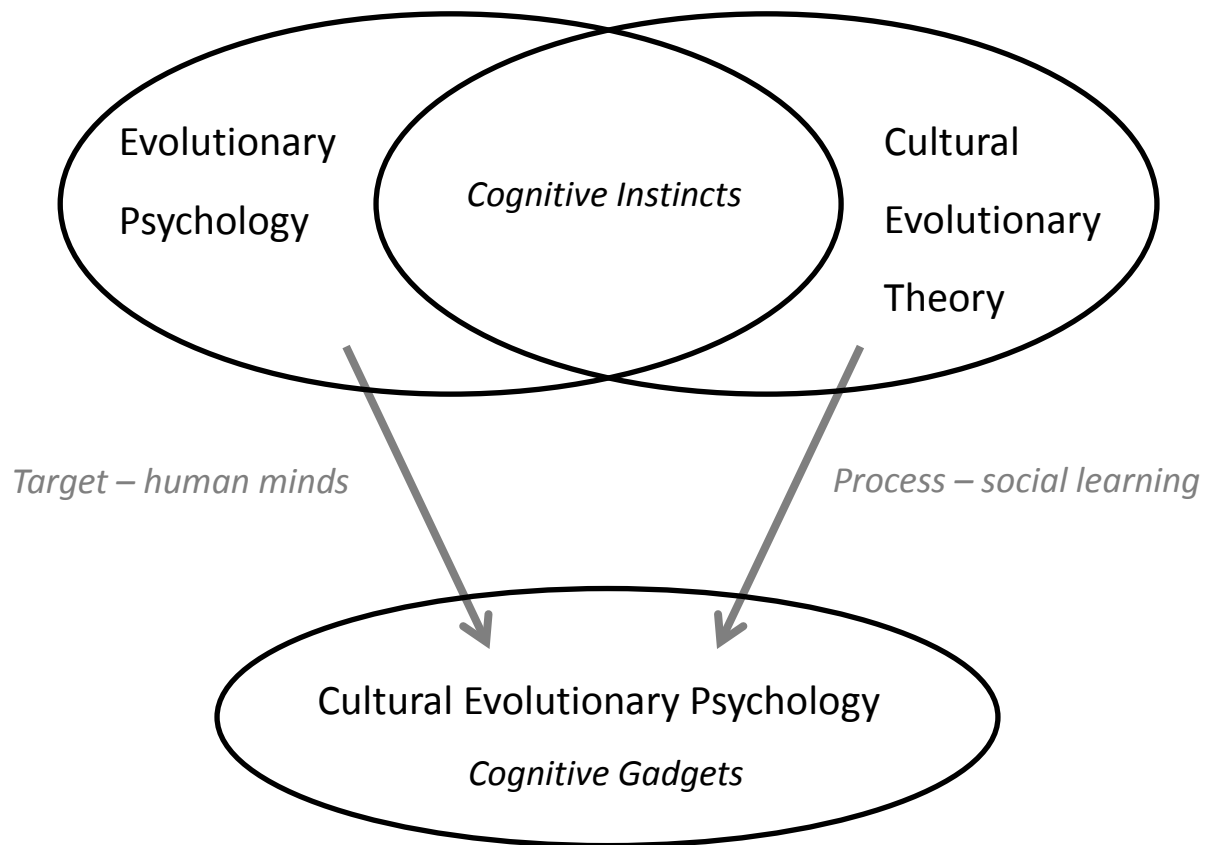 Evolutionary
Psychology
Cognitive Instincts
Cultural
Evolutionary
Theory
Target – human minds
Process – social learning
Cultural Evolutionary Psychology
Cognitive Gadgets